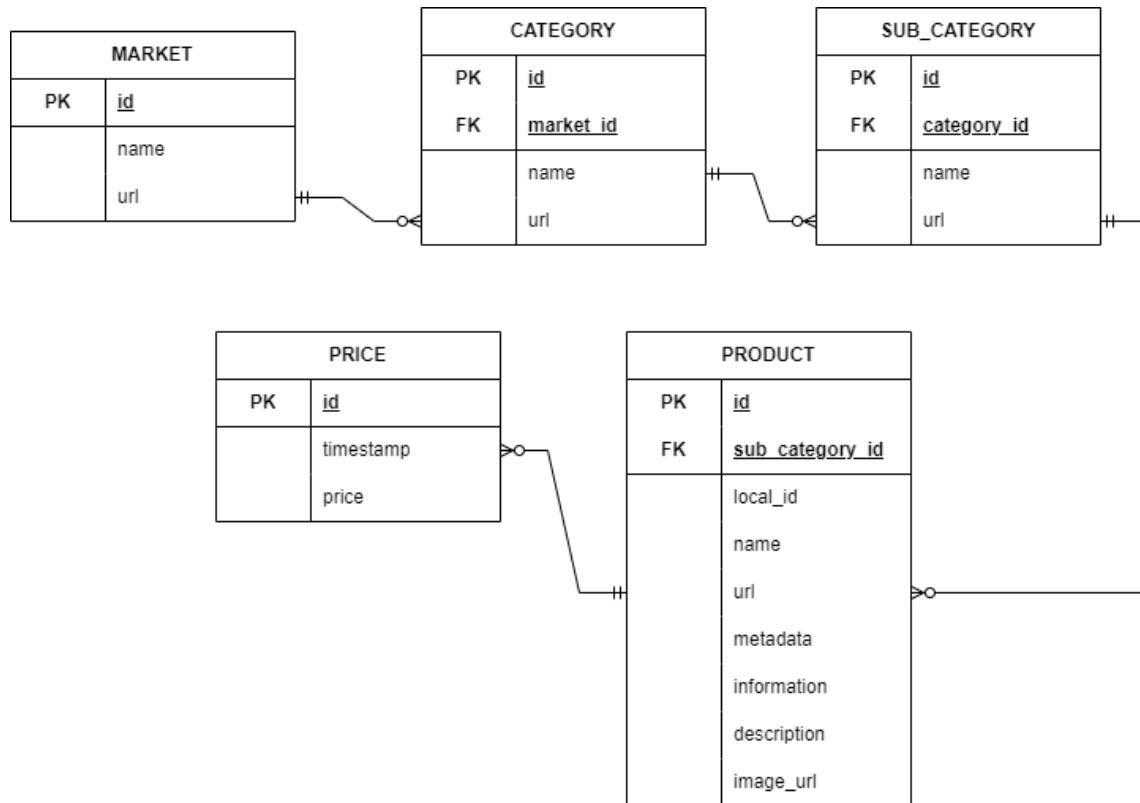 MARKET
PK id
name
url
CATEGORY
PK id
FK market_id
name
url
SUB_CATEGORY
PK id
FK category_id
name
url
PRICE
PK id
timestamp
price
PRODUCT
PK id
FK sub_category_id
local_id
name
url
metadata
information
description
image_url